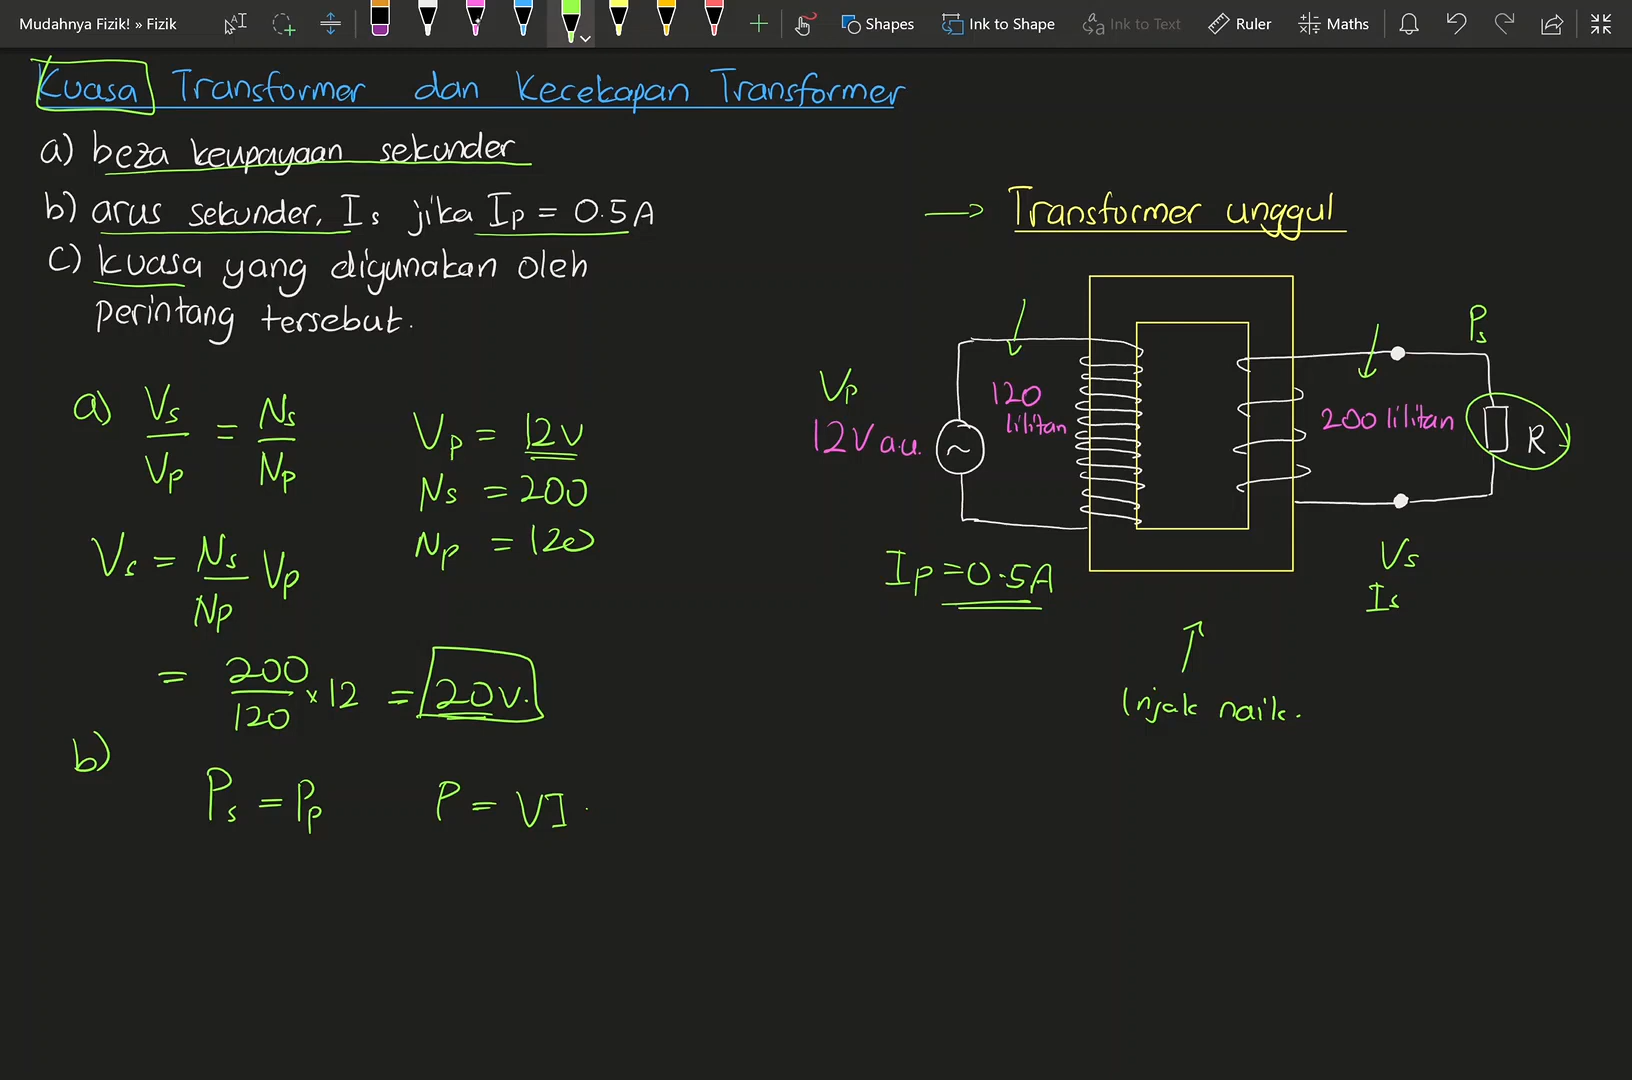 Mudahnya Fizik! » Fizik
Shapes
Ink to Shape
Ink to Text
Ruler
Maths
Kuasa Transformer dan Kecekapan Transformer
a) beza keupayaan sekunder
b) arus sekunder, Is jika Ip = 0.5A
c) kuasa yang digunakan oleh
perintang tersebut.
→ Transformer unggul
a) Vs/Vp = Ns/Np
Vp = 12V
Ns = 200
Np = 120
Vs = Ns/Np Vp
= 200/120 × 12 = 20V.
b)
Ps = Pp
P = VI
Vp
12V a.u.
~
120
lilitan
Ip = 0.5A
200 lilitan
Ps
R
Vs
Is
Injak naik.